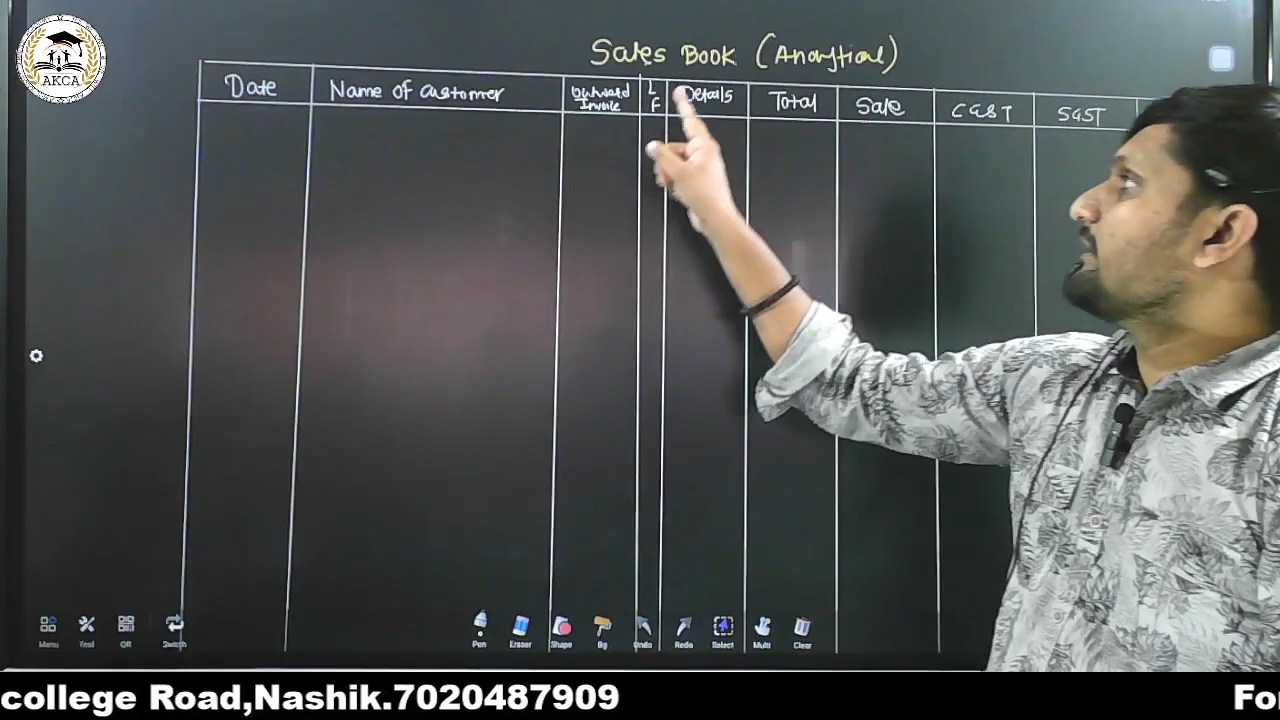 AKCA
Sales Book (Analytical)
Date
Name of Customer
Outward
Invoice
L
F
Details
Total
Sale
CGST
SGST
Menu
Tool
QR
Switch
Pen
Eraser
Shape
Bg
Undo
Redo
Select
Multi
Clear
college Road,Nashik.7020487909
For